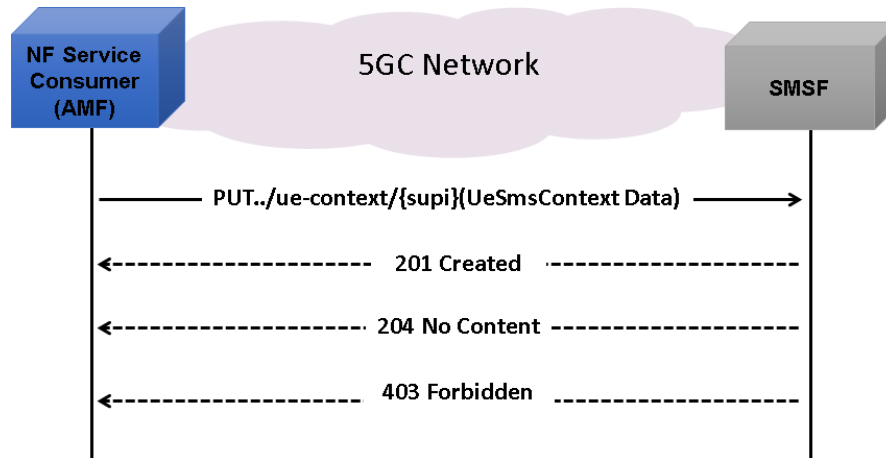 NF Service
Consumer
(AMF)
5GC Network
SMSF
PUT../ue-context/{supi}(UeSmsContext Data)
201 Created
204 No Content
403 Forbidden